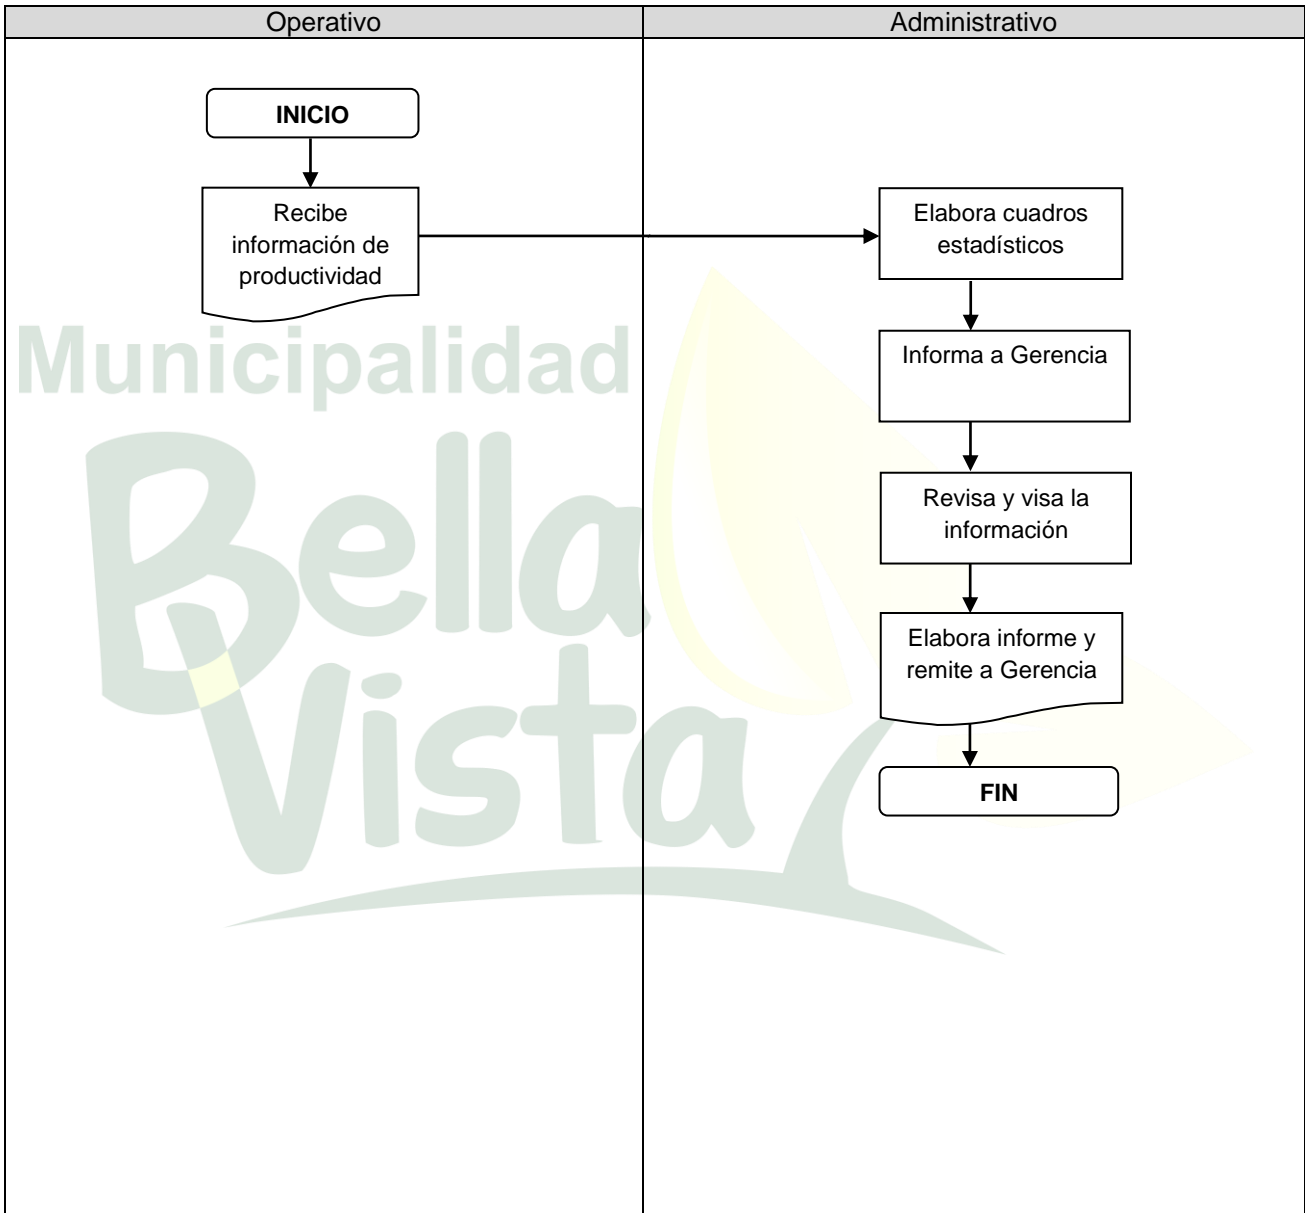 Operativo
Administrativo
INICIO
Recibe
información de
productividad
Elabora cuadros
estadísticos
Informa a Gerencia
Revisa y visa la
información
Elabora informe y
remite a Gerencia
FIN
Municipalidad
Bella
Vista